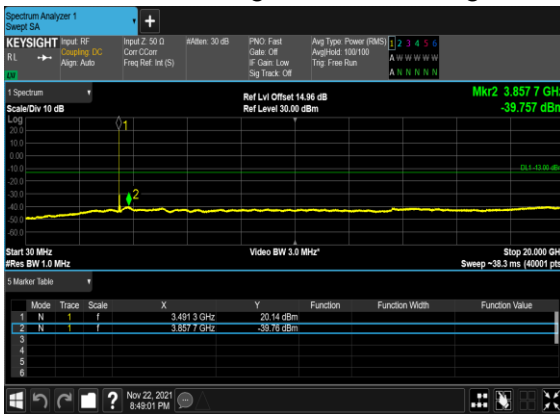 Spectrum Analyzer 1
Swept SA
KEYSIGHT Input: RF Input Z: 50 Ω #Atten: 30 dB PNO: Fast Avg Type: Power (RMS) 1 2 3 4 5 6
RL Coupling: DC Corr CCorr Gate: Off Avg|Hold: 100/100 A W W W W W
Align: Auto Freq Ref: Int (S) IF Gain: Low Trig: Free Run
Sig Track: Off A N N N N N
LV
1 Spectrum Ref Lvl Offset 14.96 dB Mkr2 3.857 7 GHz
Scale/Div 10 dB Ref Level 30.00 dBm -39.757 dBm
Log
1
20.0
10.0
0.00
-10.0
DL1 -13.00 dBm
-20.0
-30.0
2
-40.0
-50.0
-60.0
Start 30 MHz Video BW 3.0 MHz* Stop 20.000 GH
#Res BW 1.0 MHz Sweep ~38.3 ms (40001 pts
5 Marker Table
Mode Trace Scale X Y Function Function Width Function Value
1 N 1 f 3.491 3 GHz 20.14 dBm
2 N 1 f 3.857 7 GHz -39.76 dBm
3
4
5
6
? Nov 22, 2021
8:49:01 PM